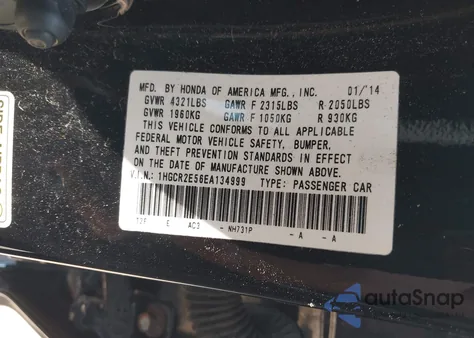 MFD. BY HONDA OF AMERICA MFG., INC. 01/14
GVWR 4321LBS GAWR F 2315LBS R 2050LBS
GVWR 1960KG GAWR F 1050KG R 930KG
THIS VEHICLE CONFORMS TO ALL APPLICABLE
FEDERAL MOTOR VEHICLE SAFETY, BUMPER,
AND THEFT PREVENTION STANDARDS IN EFFECT
ON THE DATE OF MANUFACTURE SHOWN ABOVE.
V.I.N.: 1HGCR2E56EA134999 TYPE: PASSENGER CAR
E AC3 - NH731P - A - A
autoSnap